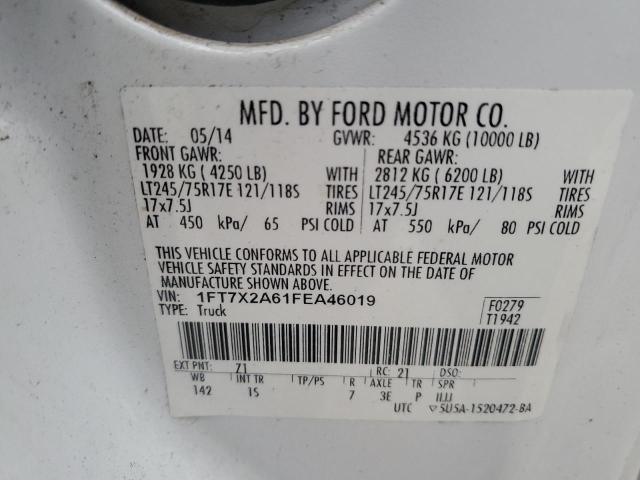 MFD. BY FORD MOTOR CO.
DATE: 05/14 GVWR: 4536 KG (10000 LB)
FRONT GAWR: REAR GAWR:
1928 KG ( 4250 LB) WITH 2812 KG ( 6200 LB) WITH
LT245/75R17E 121/118S TIRES LT245/75R17E 121/118S TIRES
17x7.5J RIMS 17x7.5J RIMS
AT 450 kPa/ 65 PSI COLD AT 550 kPa/ 80 PSI COLD
THIS VEHICLE CONFORMS TO ALL APPLICABLE FEDERAL MOTOR
VEHICLE SAFETY STANDARDS IN EFFECT ON THE DATE OF
MANUFACTURE SHOWN ABOVE.
VIN: 1FT7X2A61FEA46019 F0279
TYPE: Truck T1942
EXT PNT: Z1 RC: 21 DSO:
WB INT TR TP/PS R AXLE TR SPR
142 IS 7 3E P IIJJ
UTC ▽5U5A-1520472-BA